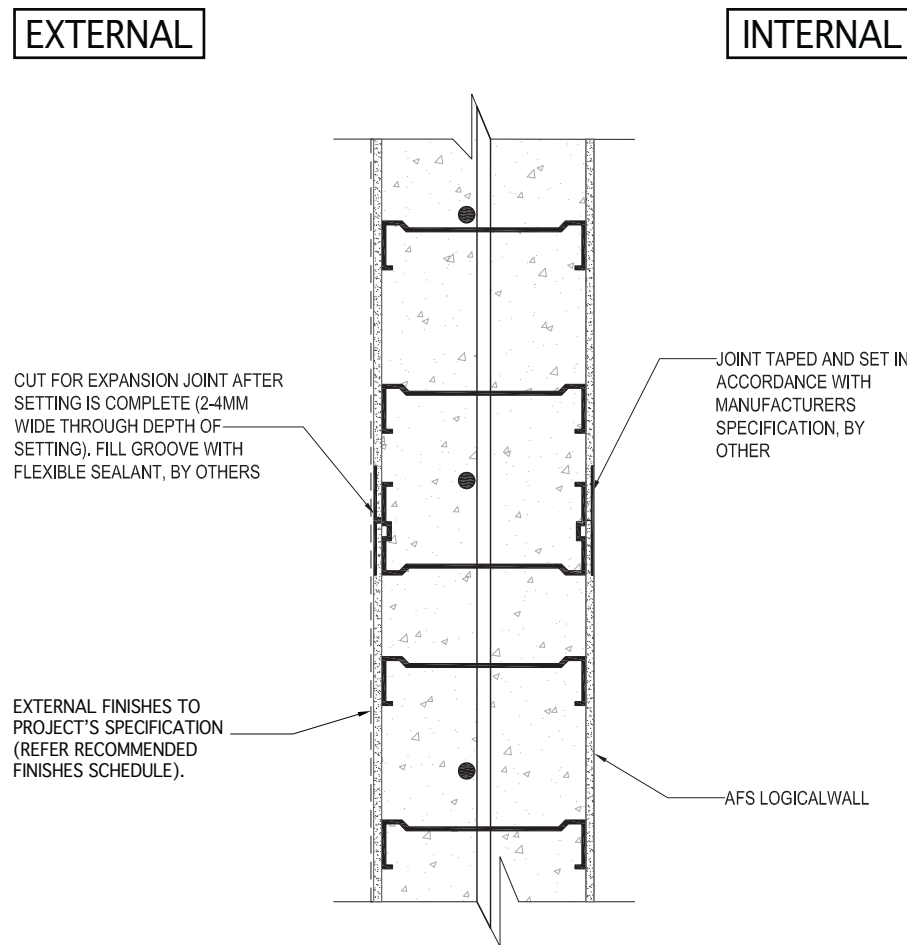 EXTERNAL
INTERNAL
CUT FOR EXPANSION JOINT AFTER
SETTING IS COMPLETE (2-4MM
WIDE THROUGH DEPTH OF
SETTING). FILL GROOVE WITH
FLEXIBLE SEALANT, BY OTHERS
JOINT TAPED AND SET IN
ACCORDANCE WITH
MANUFACTURERS
SPECIFICATION, BY
OTHER
EXTERNAL FINISHES TO
PROJECT'S SPECIFICATION
(REFER RECOMMENDED
FINISHES SCHEDULE).
AFS LOGICALWALL